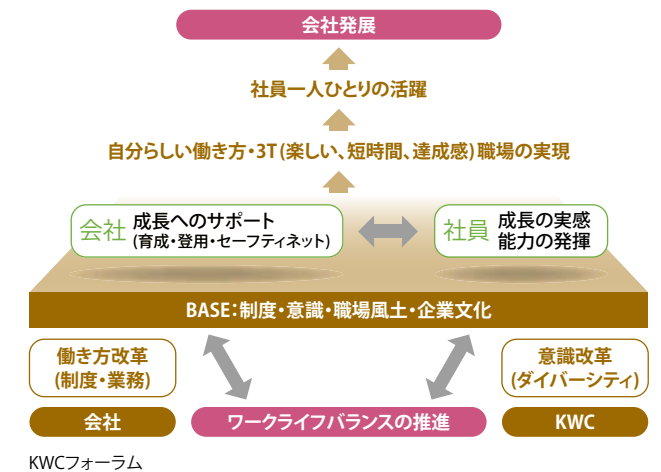 会社発展
社員一人ひとりの活躍
自分らしい働き方・3T(楽しい、短時間、達成感)職場の実現
会社 成長へのサポート
(育成・登用・セーフティネット)
社員 成長の実感
能力の発揮
BASE:制度・意識・職場風土・企業文化
働き方改革
(制度・業務)
意識改革
(ダイバーシティ)
会社
ワークライフバランスの推進
KWC
KWCフォーラム